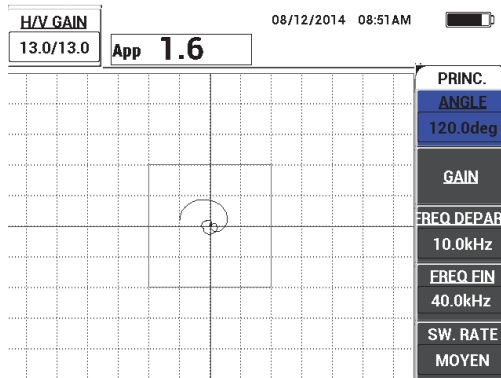 H/V GAIN
13.0/13.0
App 1.6
08/12/2014 08:51AM
PRINC.
ANGLE
120.0deg
GAIN
FREQ DEPAR
10.0kHz
FREQ FIN
40.0kHz
SW. RATE
MOYEN